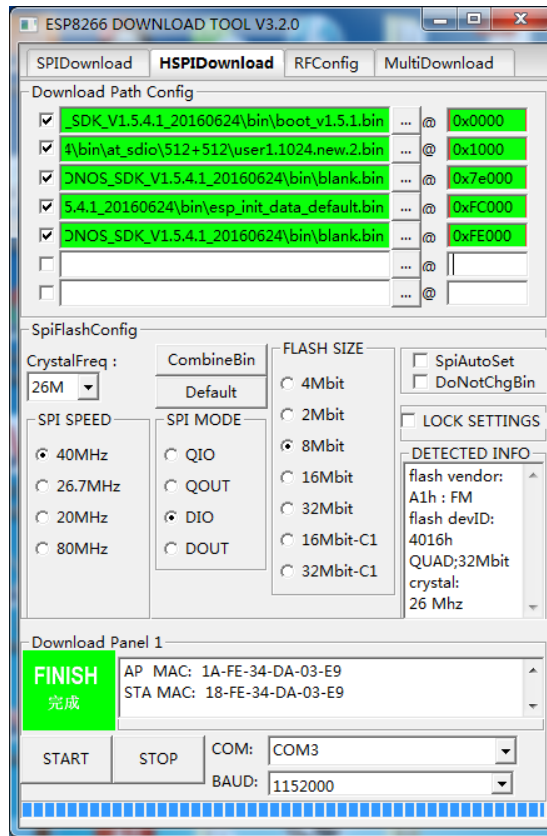 ESP8266 DOWNLOAD TOOL V3.2.0
SPIDownload HSPIDownload RFConfig MultiDownload
Download Path Config
_SDK_V1.5.4.1_20160624\bin\boot_v1.5.1.bin ... @ 0x0000
\bin\at_sdio\512+512\user1.1024.new.2.bin ... @ 0x1000
NOS_SDK_V1.5.4.1_20160624\bin\blank.bin ... @ 0x7e000
5.4.1_20160624\bin\esp_init_data_default.bin ... @ 0xFC000
NOS_SDK_V1.5.4.1_20160624\bin\blank.bin ... @ 0xFE000
... @
... @
SpiFlashConfig
CrystalFreq :
26M
CombineBin
Default
SPI SPEED
40MHz
26.7MHz
20MHz
80MHz
SPI MODE
QIO
QOUT
DIO
DOUT
FLASH SIZE
4Mbit
2Mbit
8Mbit
16Mbit
32Mbit
16Mbit-C1
32Mbit-C1
SpiAutoSet
DoNotChgBin
LOCK SETTINGS
DETECTED INFO
flash vendor:
A1h : FM
flash devID:
4016h
QUAD;32Mbit
crystal:
26 Mhz
Download Panel 1
FINISH
完成
AP MAC: 1A-FE-34-DA-03-E9
STA MAC: 18-FE-34-DA-03-E9
START STOP
COM: COM3
BAUD: 1152000